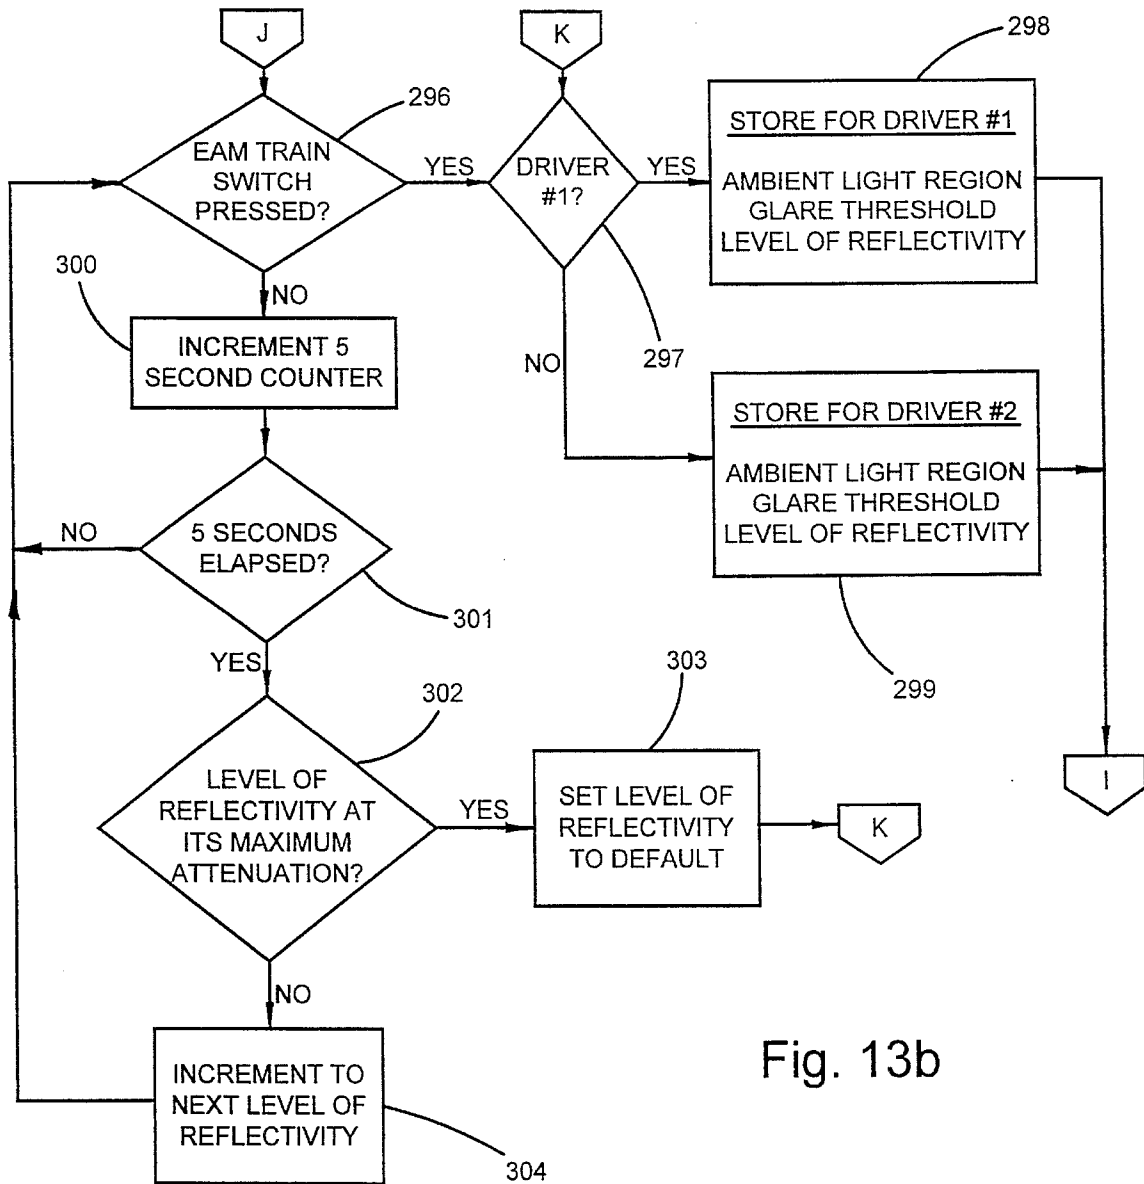 J
K
298
296
EAM TRAIN
SWITCH
PRESSED?
YES
DRIVER
#1?
YES
STORE FOR DRIVER #1
AMBIENT LIGHT REGION
GLARE THRESHOLD
LEVEL OF REFLECTIVITY
300
NO
297
INCREMENT 5
SECOND COUNTER
NO
STORE FOR DRIVER #2
AMBIENT LIGHT REGION
GLARE THRESHOLD
LEVEL OF REFLECTIVITY
NO
5 SECONDS
ELAPSED?
301
YES
299
302
303
LEVEL OF
REFLECTIVITY AT
ITS MAXIMUM
ATTENUATION?
YES
SET LEVEL OF
REFLECTIVITY
TO DEFAULT
K
I
NO
INCREMENT TO
NEXT LEVEL OF
REFLECTIVITY
304
Fig. 13b